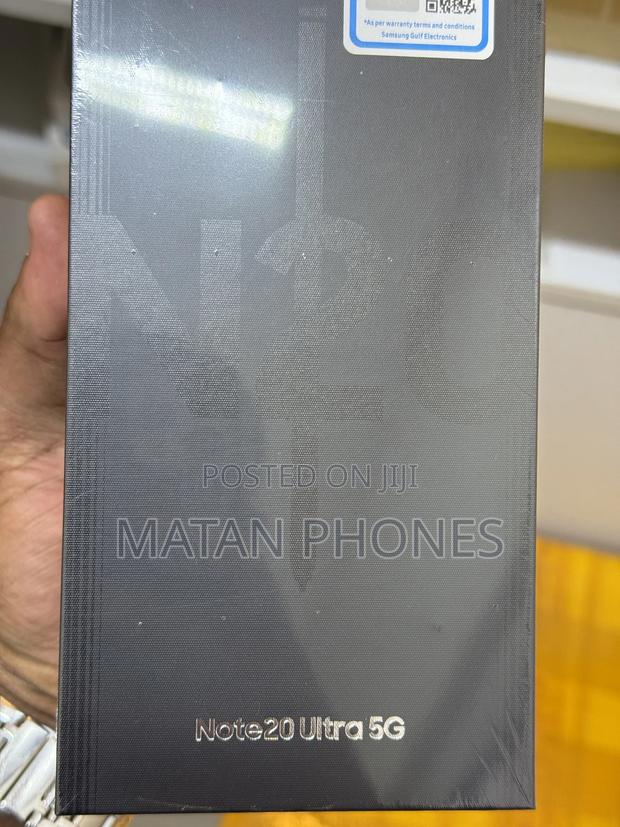 *As per warranty terms and conditions
Samsung Gulf Electronics
N20
POSTED ON JIJI
MATAN PHONES
Note20 Ultra 5G